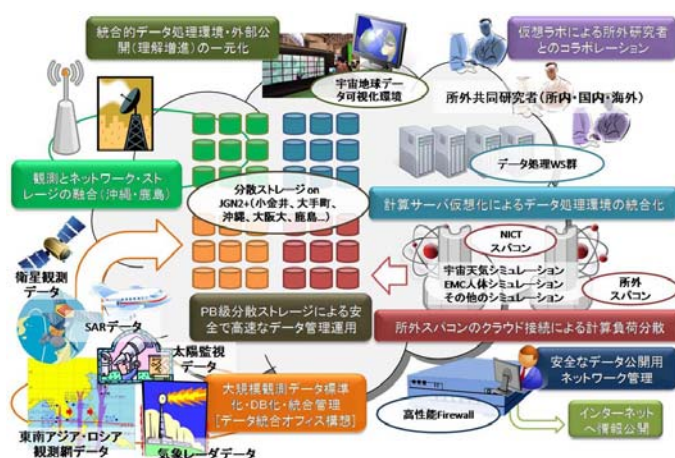 統合的データ処理環境・外部公
開(理解増進)の一元化
仮想ラボによる所外研究者
とのコラボレーション
宇宙地球デー
タ可視化環境
所外共同研究者(所内・国内・海外)
データ処理WS群
観測とネットワーク・スト
レージの融合(沖縄・鹿島)
分散ストレージ on
JGN2+(小金井、大手町、
沖縄、大阪大、鹿島...)
計算サーバ仮想化によるデータ処理環境の統合化
NICT
スパコン
衛星観測
データ
宇宙天気シミュレーション
EMC人体シミュレーション
その他のシミュレーション
所外
スパコン
SARデータ
PB級分散ストレージによる安
全で高速なデータ管理運用
所外スパコンのクラウド接続による計算負荷分散
太陽監視
データ
安全なデータ公開用
ネットワーク管理
大規模観測データ標準
化・DB化・統合管理
[データ統合オフィス構想]
高性能Firewall
インターネット
へ情報公開
東南アジア・ロシア
観測網データ
気象レーダデータ